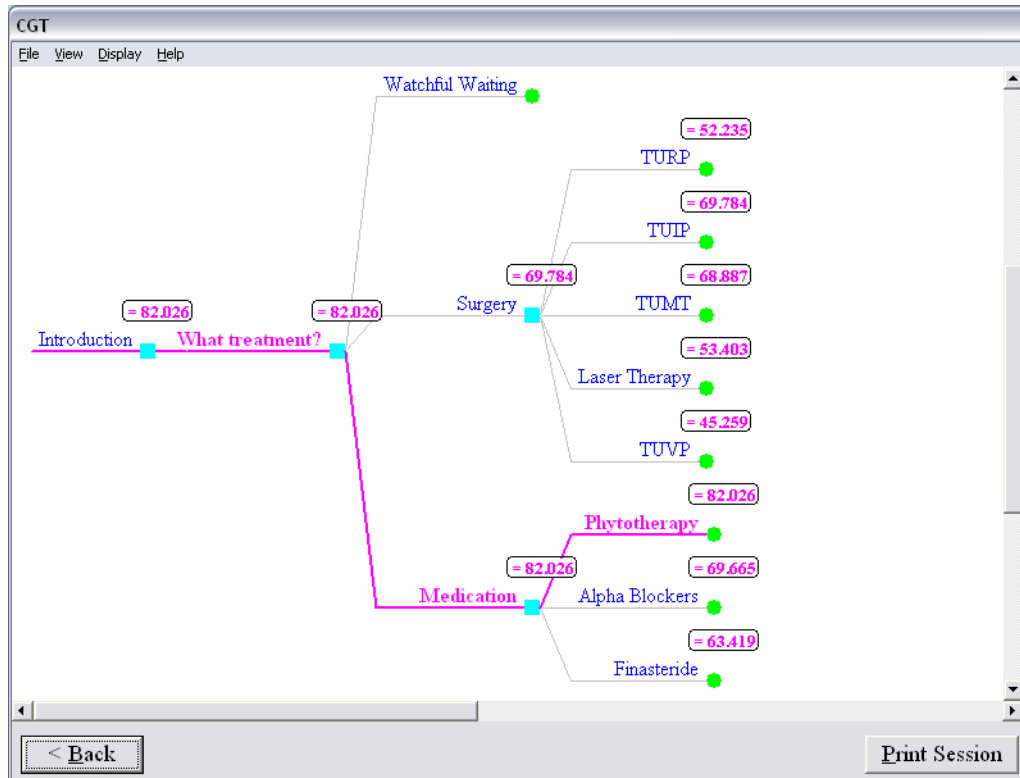 CGT
File View Display Help
Watchful Waiting
= 52.235
TURP
= 69.784
TUIP
= 69.784
= 68.887
Surgery
TUMT
= 82.026
= 82.026
Introduction
What treatment?
= 53.403
Laser Therapy
= 45.259
TUVP
= 82.026
Phytotherapy
= 82.026
= 69.665
Medication
Alpha Blockers
= 63.419
Finasteride
< Back
Print Session